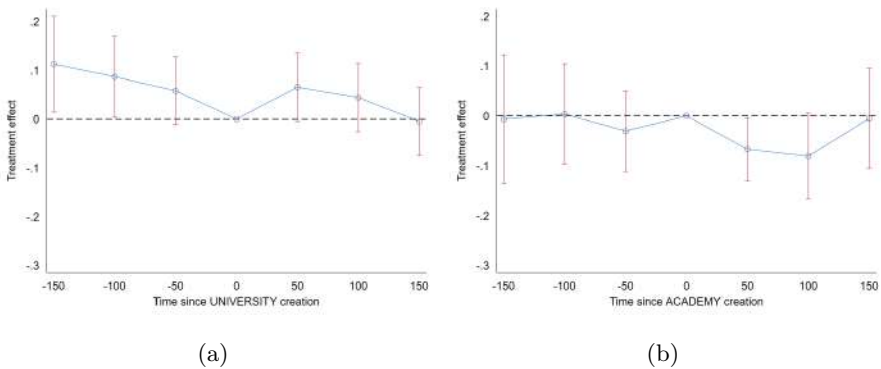 .2
.1
0
-.1
-.2
-.3
Treatment effect
-150 -100 -50 0 50 100 150
Time since UNIVERSITY creation
(a)
.2
.1
0
-.1
-.2
-.3
Treatment effect
-150 -100 -50 0 50 100 150
Time since ACADEMY creation
(b)